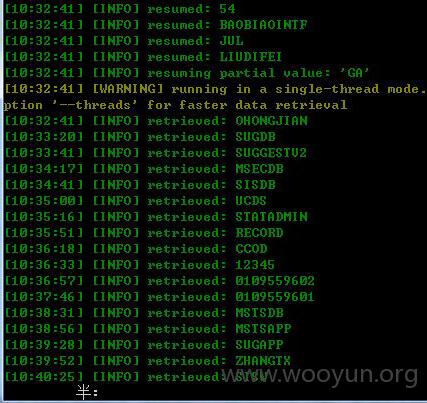 [10:32:41] [INFO] resumed: 54
[10:32:41] [INFO] resumed: BAOBIAOINTF
[10:32:41] [INFO] resumed: JUL
[10:32:41] [INFO] resumed: LIUDIFEI
[10:32:41] [INFO] resuming partial value: 'GA'
[10:32:41] [WARNING] running in a single-thread mode.
ption '--threads' for faster data retrieval
[10:32:41] [INFO] retrieved: OHONGJIAN
[10:33:20] [INFO] retrieved: SUGDB
[10:33:41] [INFO] retrieved: SUGGESTV2
[10:34:17] [INFO] retrieved: MSECDB
[10:34:41] [INFO] retrieved: SISDB
[10:35:00] [INFO] retrieved: UCDS
[10:35:16] [INFO] retrieved: STATADMIN
[10:35:51] [INFO] retrieved: RECORD
[10:36:18] [INFO] retrieved: CCOD
[10:36:33] [INFO] retrieved: 12345
[10:36:57] [INFO] retrieved: 0109559602
[10:37:46] [INFO] retrieved: 0109559601
[10:38:31] [INFO] retrieved: MSTSDB
[10:38:56] [INFO] retrieved: MSTSAPP
[10:39:28] [INFO] retrieved: SUGAPP
[10:39:52] [INFO] retrieved: ZHANGTX
[10:40:25] [INFO] retrieved:
www.wooyun.org
半: